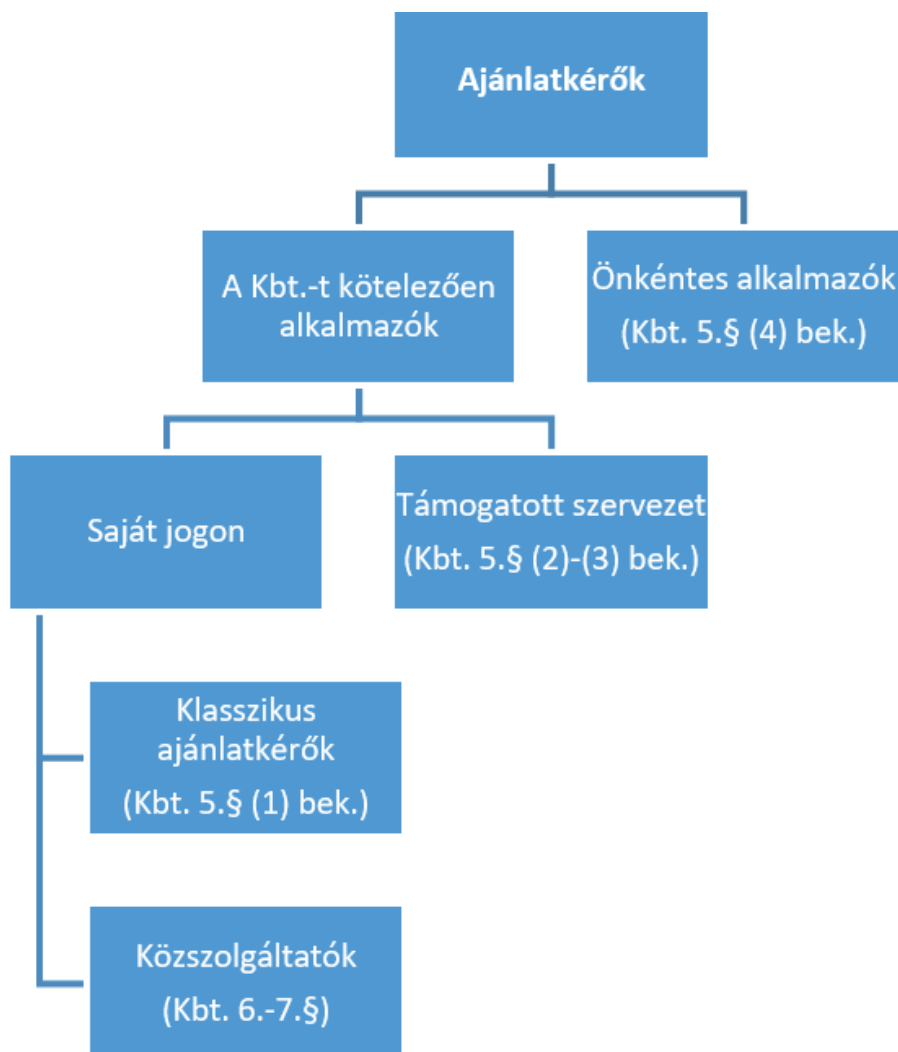 Ajánlatkérők
A Kbt.-t kötelezően
alkalmazók
Önkéntes alkalmazók
(Kbt. 5.§ (4) bek.)
Saját jogon
Támogatott szervezet
(Kbt. 5.§ (2)-(3) bek.)
Klasszikus
ajánlatkérők
(Kbt. 5.§ (1) bek.)
Közszolgáltatók
(Kbt. 6.-7.§)